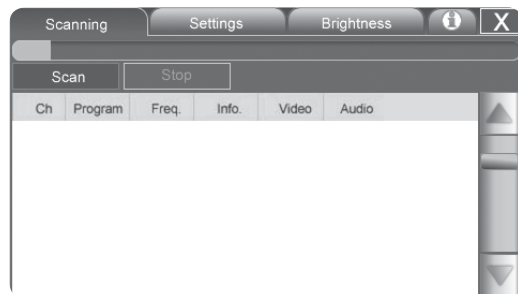 Scanning Settings Brightness i X
Scan Stop
Ch Program Freq. Info. Video Audio